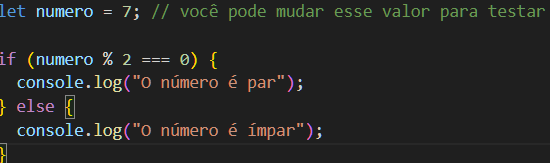 let numero = 7; // você pode mudar esse valor para testar
if (numero % 2 === 0) {
console.log("O número é par");
} else {
console.log("O número é ímpar");
}